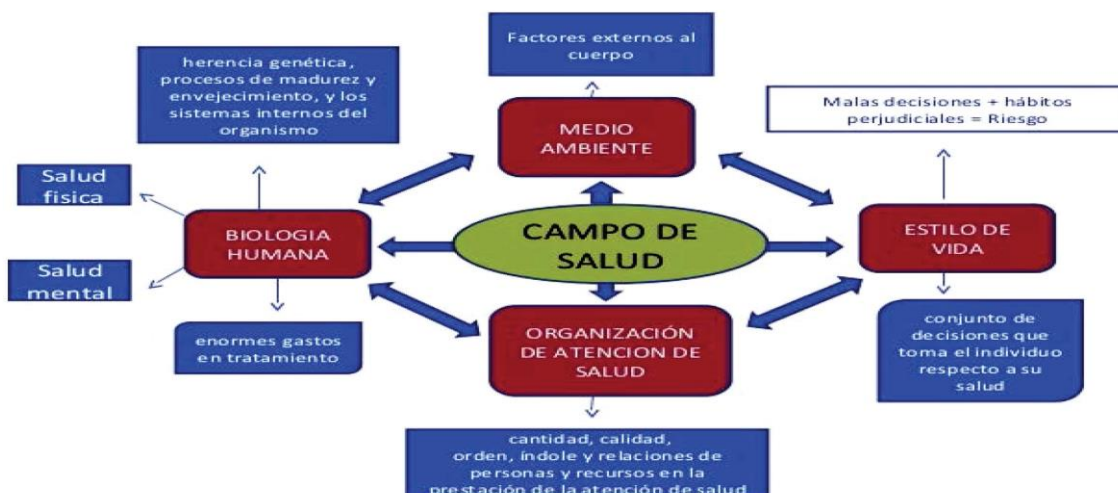 Factores externos al
cuerpo
herencia genética,
procesos de madurez y
envejecimiento, y los
sistemas internos del
organismo
Malas decisiones + hábitos
perjudiciales = Riesgo
MEDIO
AMBIENTE
Salud
fisica
BIOLOGIA
HUMANA
CAMPO DE
SALUD
ESTILO DE
VIDA
Salud
mental
enormes gastos
en tratamiento
ORGANIZACIÓN
DE ATENCION DE
SALUD
conjunto de
decisiones que
toma el individuo
respecto a su
salud
cantidad, calidad,
orden, índole y relaciones de
personas y recursos en la
prestación de la atención de salud